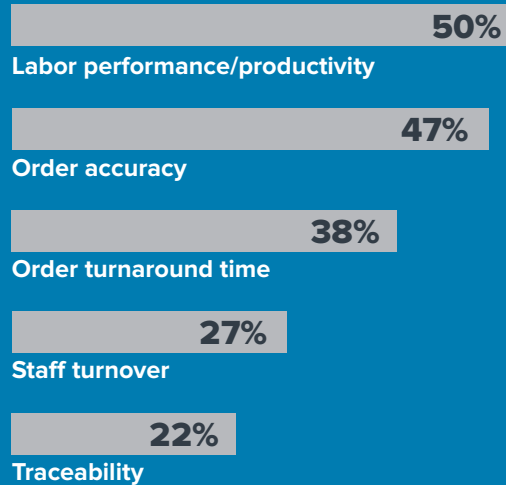 50%
Labor performance/productivity
47%
Order accuracy
38%
Order turnaround time
27%
Staff turnover
22%
Traceability